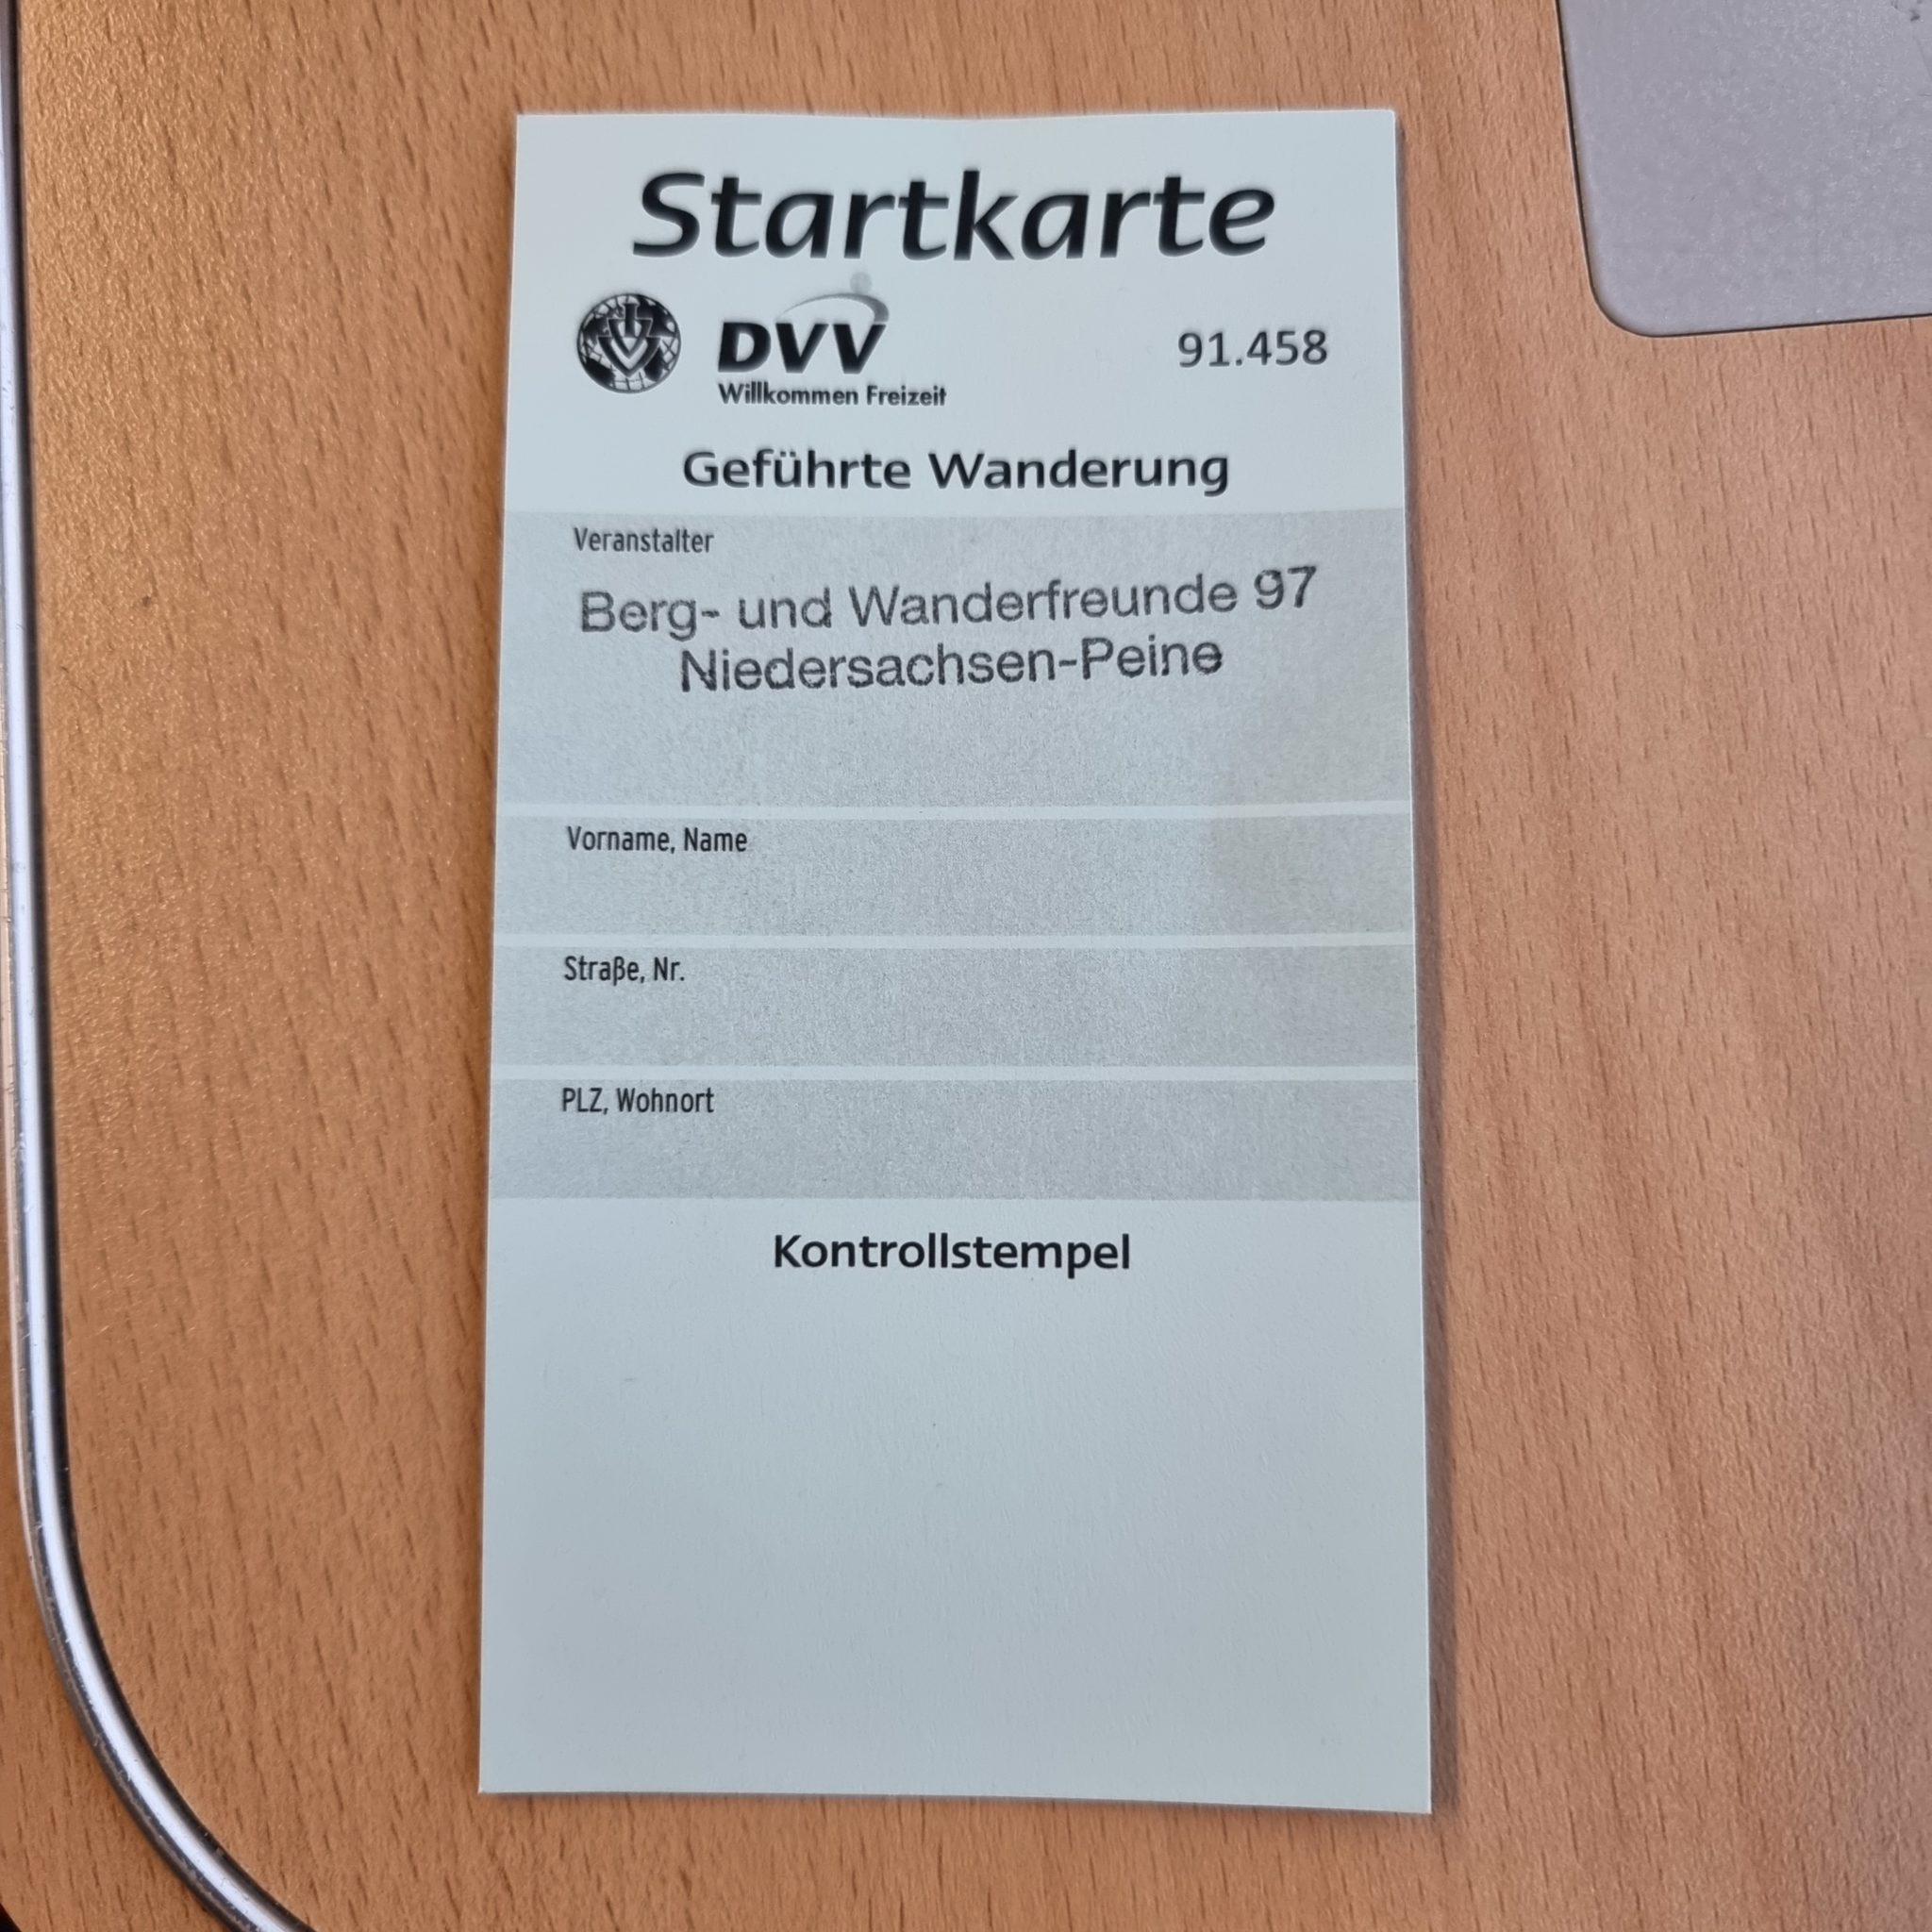 Startkarte
DVV
Willkommen Freizeit
91.458
Geführte Wanderung
Veranstalter
Berg- und Wanderfreunde 97
Niedersachsen-Peine
Vorname, Name
Straße, Nr.
PLZ, Wohnort
Kontrollstempel